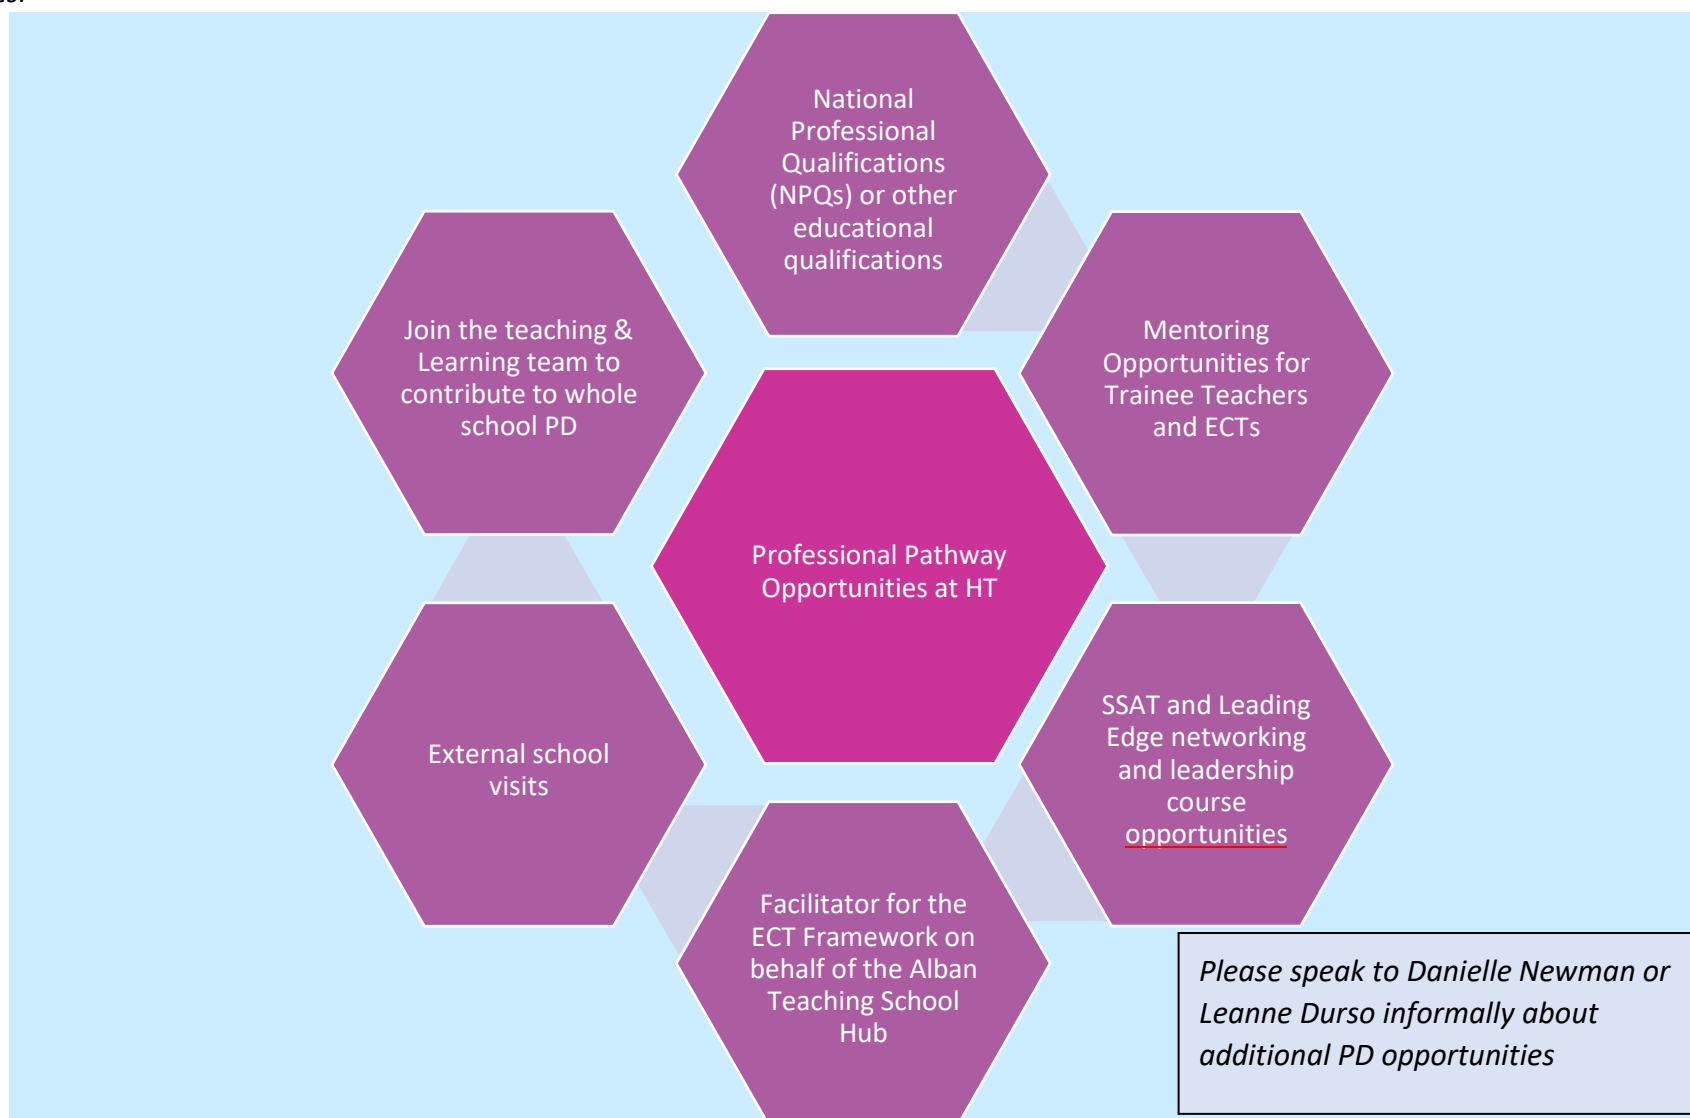 National
Professional
Qualifications
(NPQs) or other
educational
qualifications
Join the teaching &
Learning team to
contribute to whole
school PD
Mentoring
Opportunities for
Trainee Teachers
and ECTs
Professional Pathway
Opportunities at HT
External school
visits
SSAT and Leading
Edge networking
and leadership
course
opportunities
Facilitator for the
ECT Framework on
behalf of the Alban
Teaching School
Hub
Please speak to Danielle Newman or
Leanne Durso informally about
additional PD opportunities